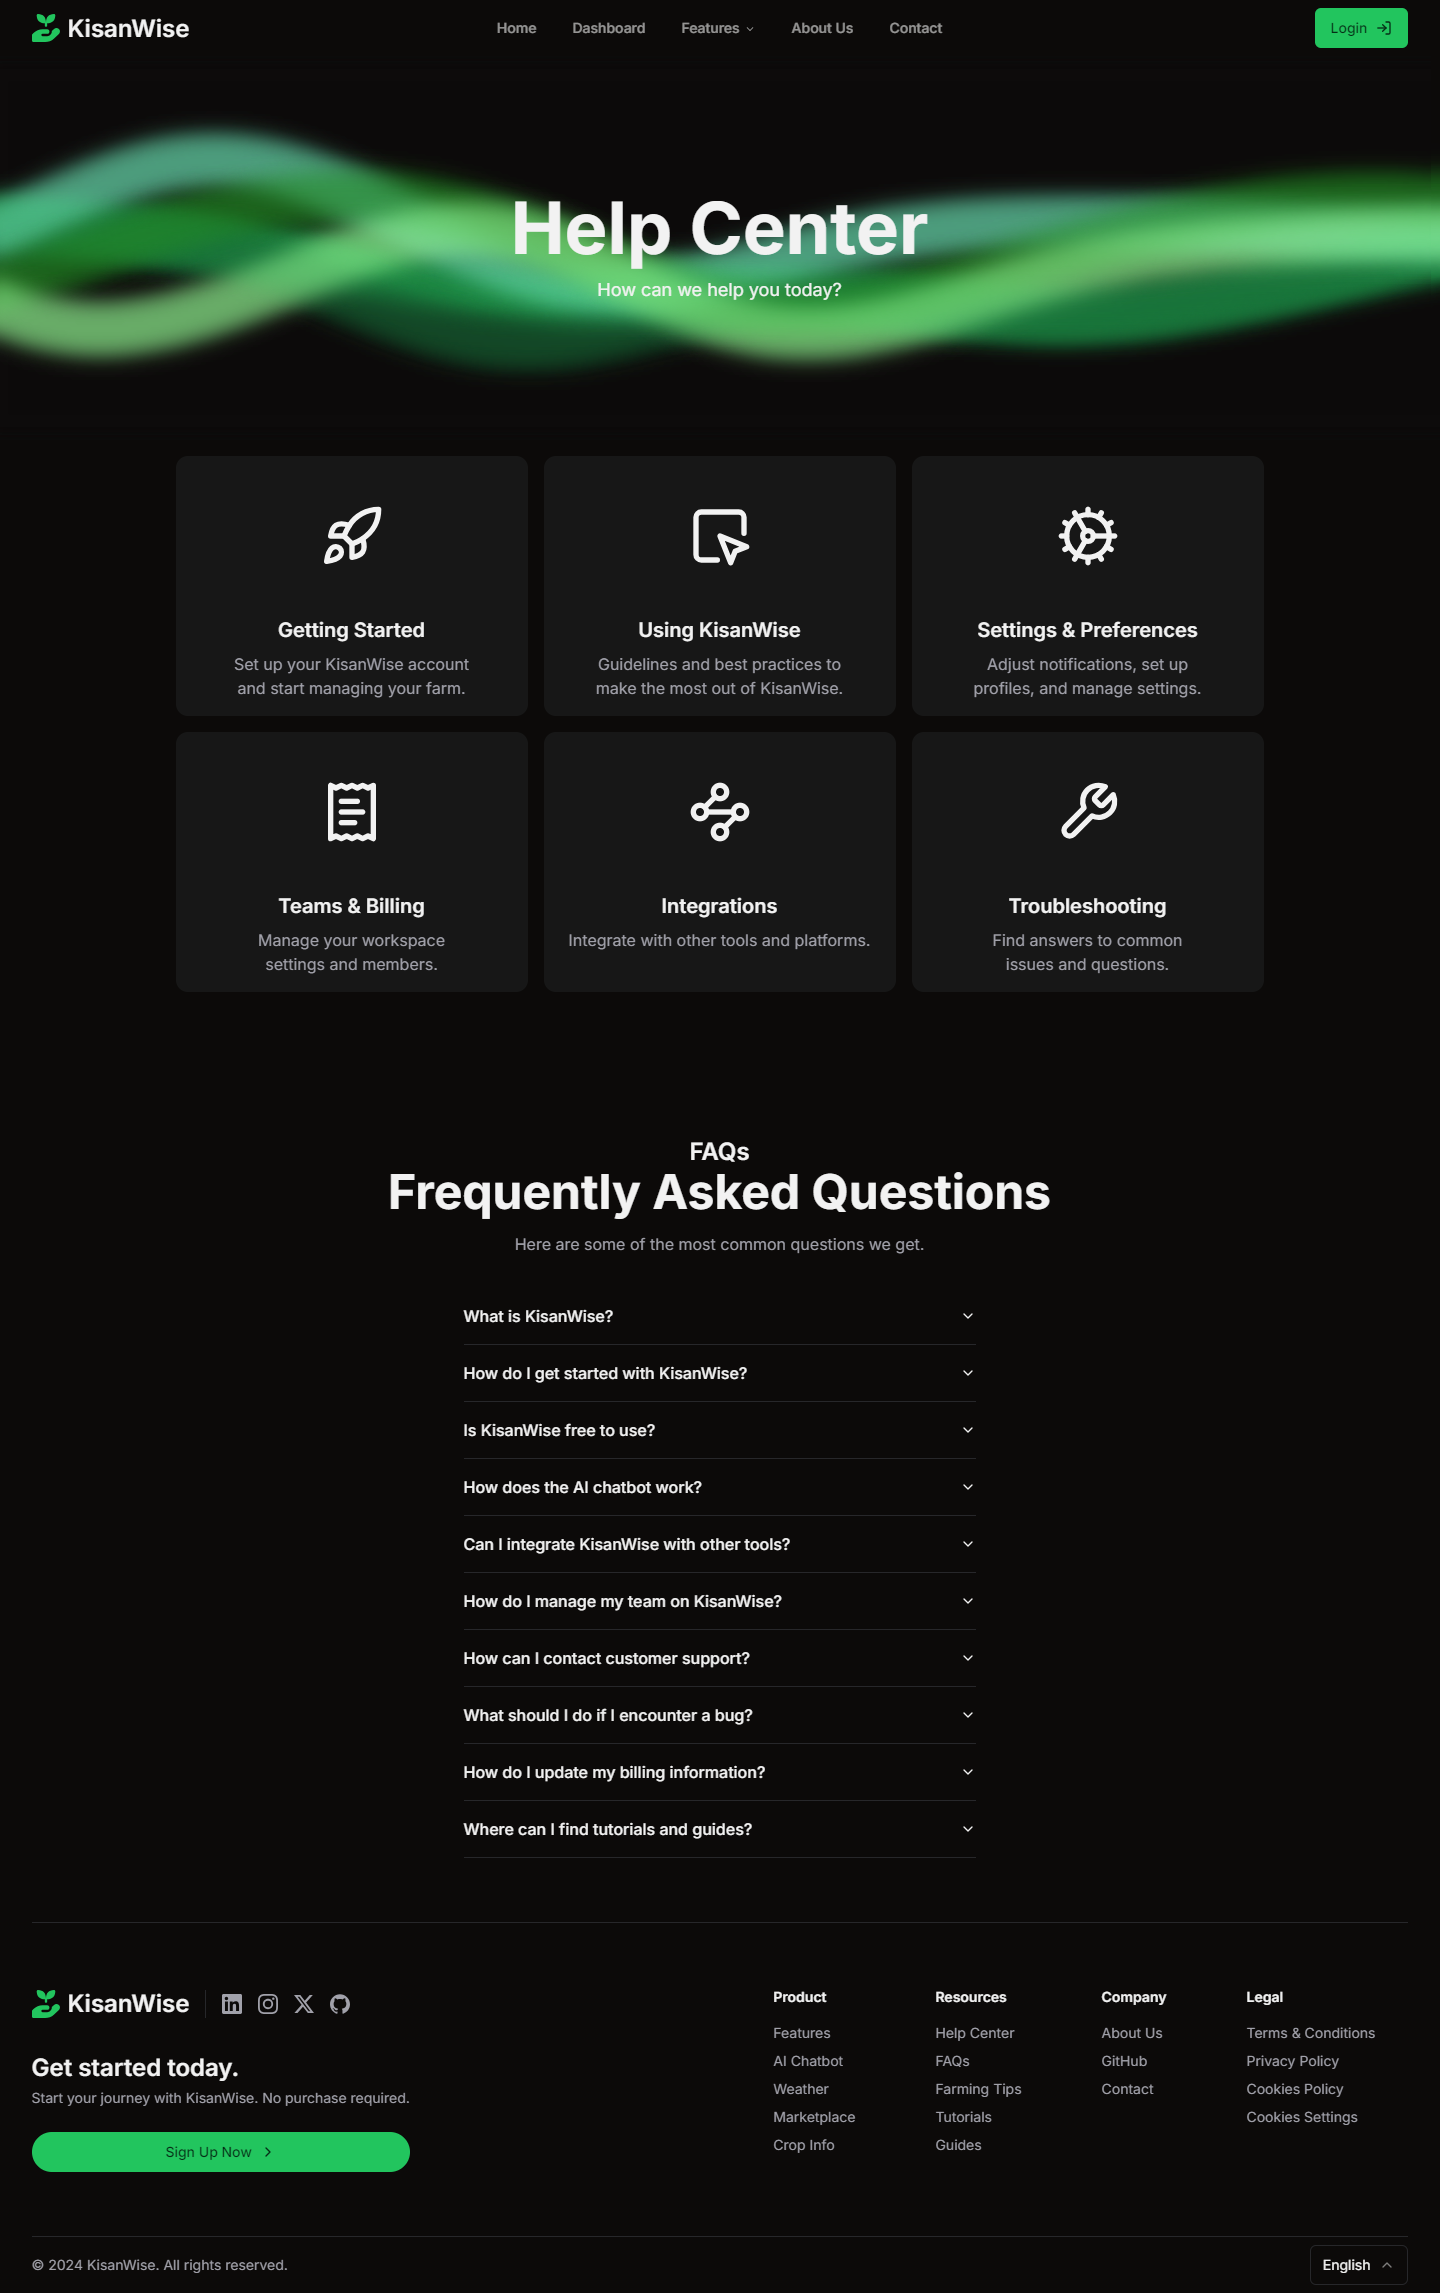 KisanWise
Home
Dashboard
Features
About Us
Contact
Login
Help Center
How can we help you today?
Getting Started
Set up your KisanWise account
and start managing your farm.
Using KisanWise
Guidelines and best practices to
make the most out of KisanWise.
Settings & Preferences
Adjust notifications, set up
profiles, and manage settings.
Teams & Billing
Manage your workspace
settings and members.
Integrations
Integrate with other tools and platforms.
Troubleshooting
Find answers to common
issues and questions.
FAQs
Frequently Asked Questions
Here are some of the most common questions we get.
What is KisanWise?
How do I get started with KisanWise?
Is KisanWise free to use?
How does the AI chatbot work?
Can I integrate KisanWise with other tools?
How do I manage my team on KisanWise?
How can I contact customer support?
What should I do if I encounter a bug?
How do I update my billing information?
Where can I find tutorials and guides?
KisanWise
Get started today.
Start your journey with KisanWise. No purchase required.
Sign Up Now
Product
Features
AI Chatbot
Weather
Marketplace
Crop Info
Resources
Help Center
FAQs
Farming Tips
Tutorials
Guides
Company
About Us
GitHub
Contact
Legal
Terms & Conditions
Privacy Policy
Cookies Policy
Cookies Settings
© 2024 KisanWise. All rights reserved.
English